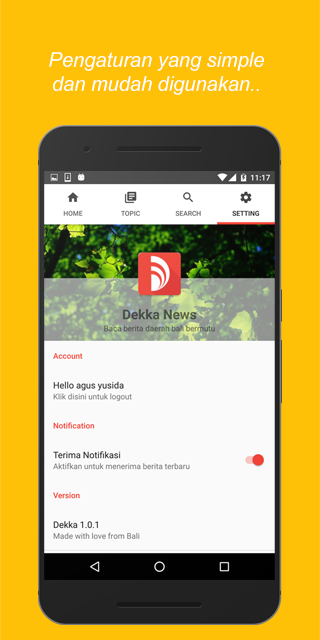 Pengaturan yang simple
dan mudah digunakan..
11:17
HOME
TOPIC
SEARCH
SETTING
Dekka News
Baca berita daerah bali bermutu
Account
Hello agus yusida
Klik disini untuk logout
Notification
Terima Notifikasi
Aktifkan untuk menerima berita terbaru
Version
Dekka 1.0.1
Made with love from Bali